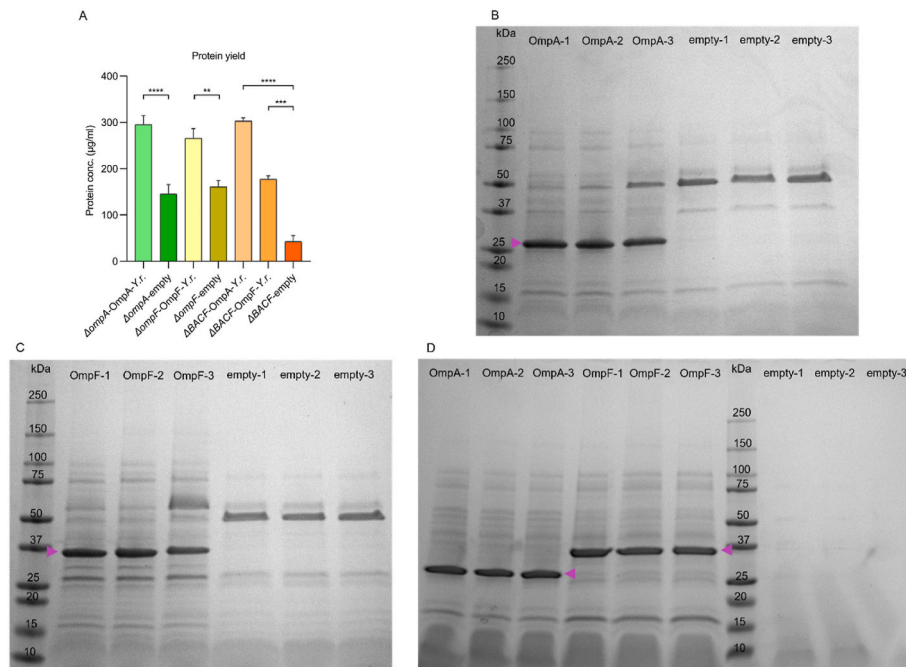 A
Protein yield
Protein conc. (µg/ml)
400
300
200
100
0
****
**
****
***
ΔompA-OmpA-Y.r.
ΔompA-empty
ΔompF-OmpF-Y.r.
ΔompF-empty
ΔBACF-OmpA-Y.r.
ΔBACF-OmpF-Y.r.
ΔBACF-empty
B
kDa OmpA-1 OmpA-2 OmpA-3 empty-1 empty-2 empty-3
250
150
100
75
50
37
25
20
15
10
C
kDa OmpF-1 OmpF-2 OmpF-3 empty-1 empty-2 empty-3
250
150
100
75
50
37
25
20
15
10
D
OmpA-1 OmpA-2 OmpA-3 OmpF-1 OmpF-2 OmpF-3 kDa empty-1 empty-2 empty-3
250
150
100
75
50
37
25
20
15
10